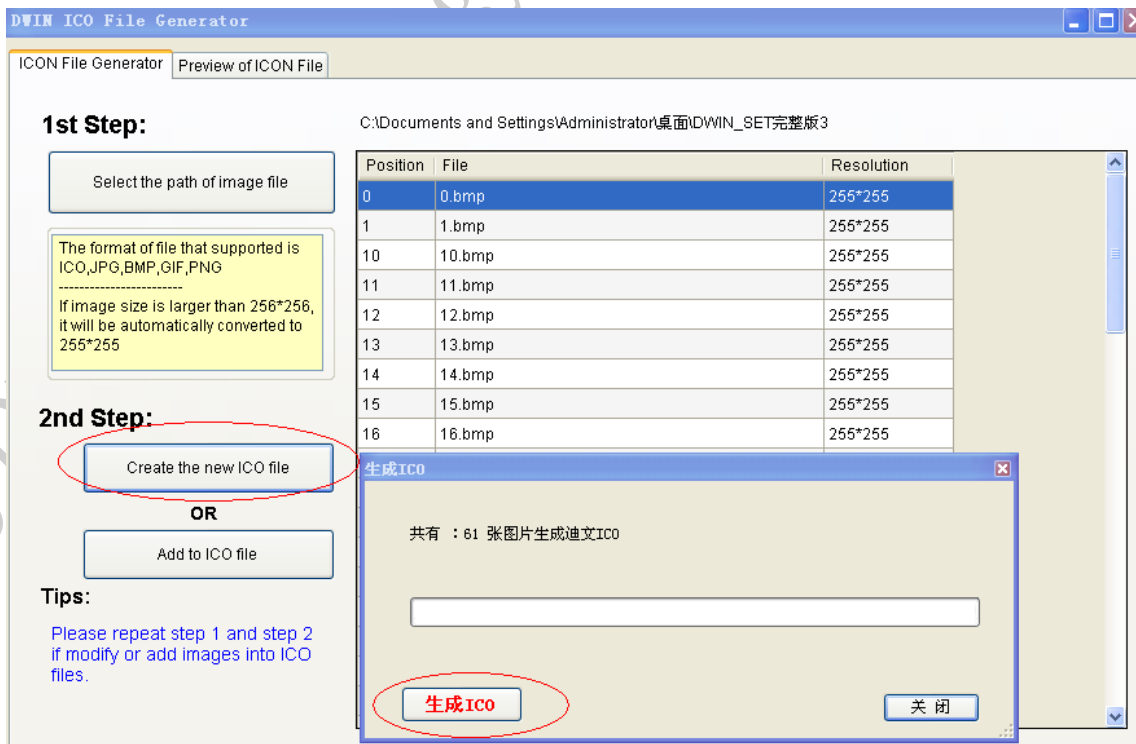 DWIN ICO File Generator
ICON File Generator
Preview of ICON File
1st Step:
C:\Documents and Settings\Administrator\桌面\DWIN_SET完整版3
Select the path of image file
The format of file that supported is
ICO,JPG,BMP,GIF,PNG
------------------------
If image size is larger than 256*256,
it will be automatically converted to
255*255
Position File Resolution
0 0.bmp 255*255
1 1.bmp 255*255
10 10.bmp 255*255
11 11.bmp 255*255
12 12.bmp 255*255
13 13.bmp 255*255
14 14.bmp 255*255
15 15.bmp 255*255
16 16.bmp 255*255
2nd Step:
Create the new ICO file
OR
Add to ICO file
Tips:
Please repeat step 1 and step 2
if modify or add images into ICO
files.
生成ICO
共有 :61 张图片生成迪文ICO
生成ICO
关 闭